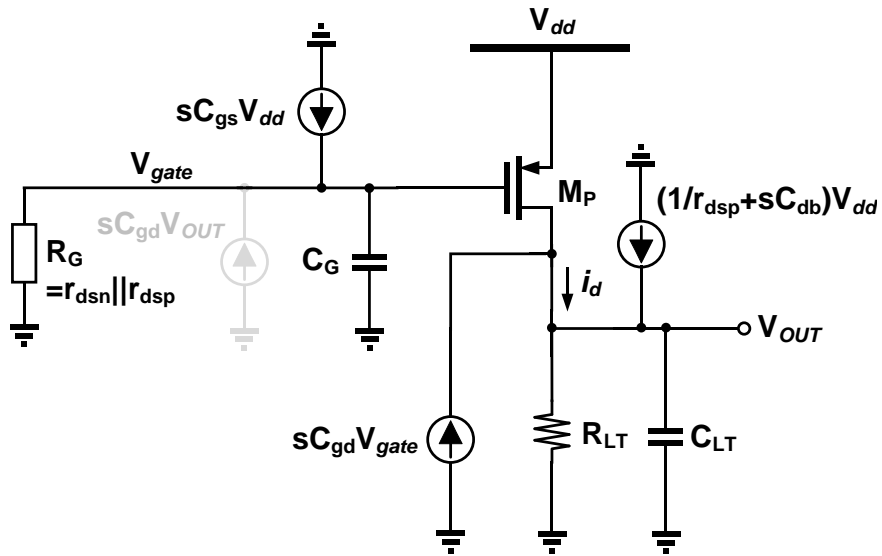 V_dd
sC_gsV_dd
V_gate
M_P
(1/r_dsp+sC_db)V_dd
sC_gdV_OUT
R_G
=r_dsn||r_dsp
C_G
i_d
V_OUT
sC_gdV_gate
R_LT
C_LT